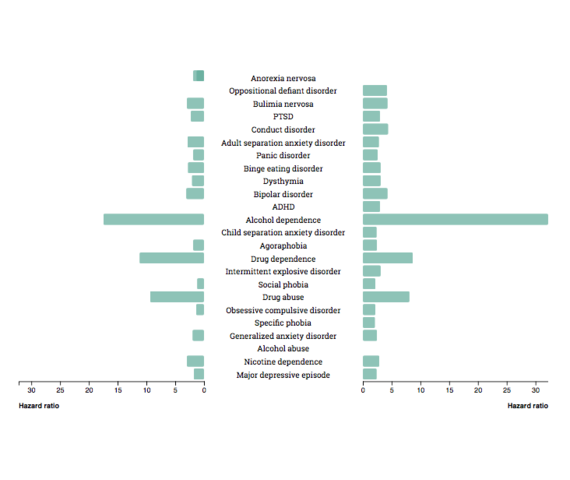 Anorexia nervosa
Oppositional defiant disorder
Bulimia nervosa
PTSD
Conduct disorder
Adult separation anxiety disorder
Panic disorder
Binge eating disorder
Dysthymia
Bipolar disorder
ADHD
Alcohol dependence
Child separation anxiety disorder
Agoraphobia
Drug dependence
Intermittent explosive disorder
Social phobia
Drug abuse
Obsessive compulsive disorder
Specific phobia
Generalized anxiety disorder
Alcohol abuse
Nicotine dependence
Major depressive episode
30 25 20 15 10 5 0 0 5 10 15 20 25 30
Hazard ratio Hazard ratio